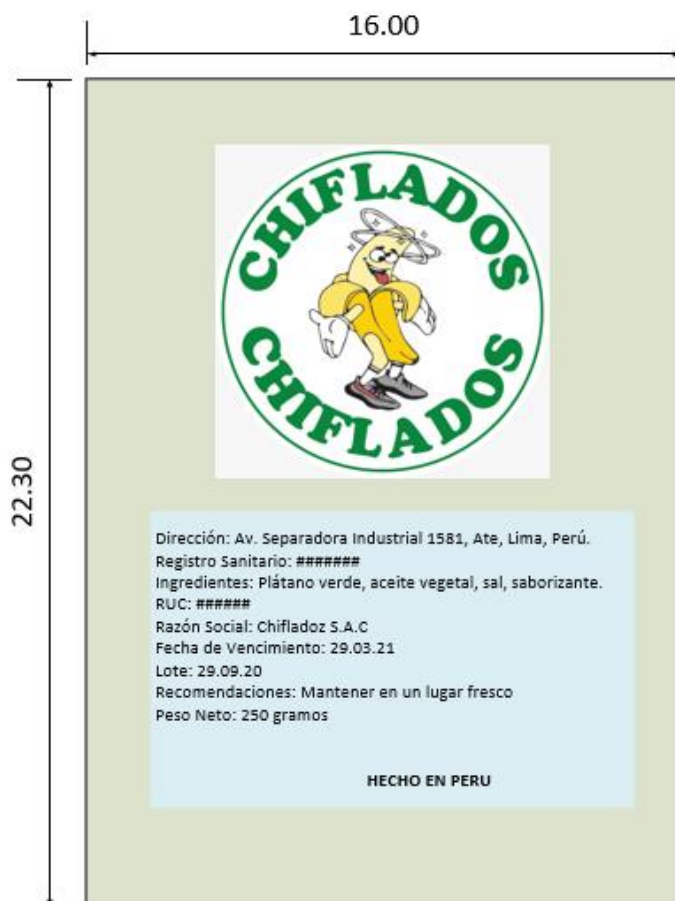 16.00
22.30
CHIFLADOS
CHIFLADOS
Dirección: Av. Separadora Industrial 1581, Ate, Lima, Perú.
Registro Sanitario: #######
Ingredientes: Plátano verde, aceite vegetal, sal, saborizante.
RUC: ######
Razón Social: Chifladoz S.A.C
Fecha de Vencimiento: 29.03.21
Lote: 29.09.20
Recomendaciones: Mantener en un lugar fresco
Peso Neto: 250 gramos
HECHO EN PERU